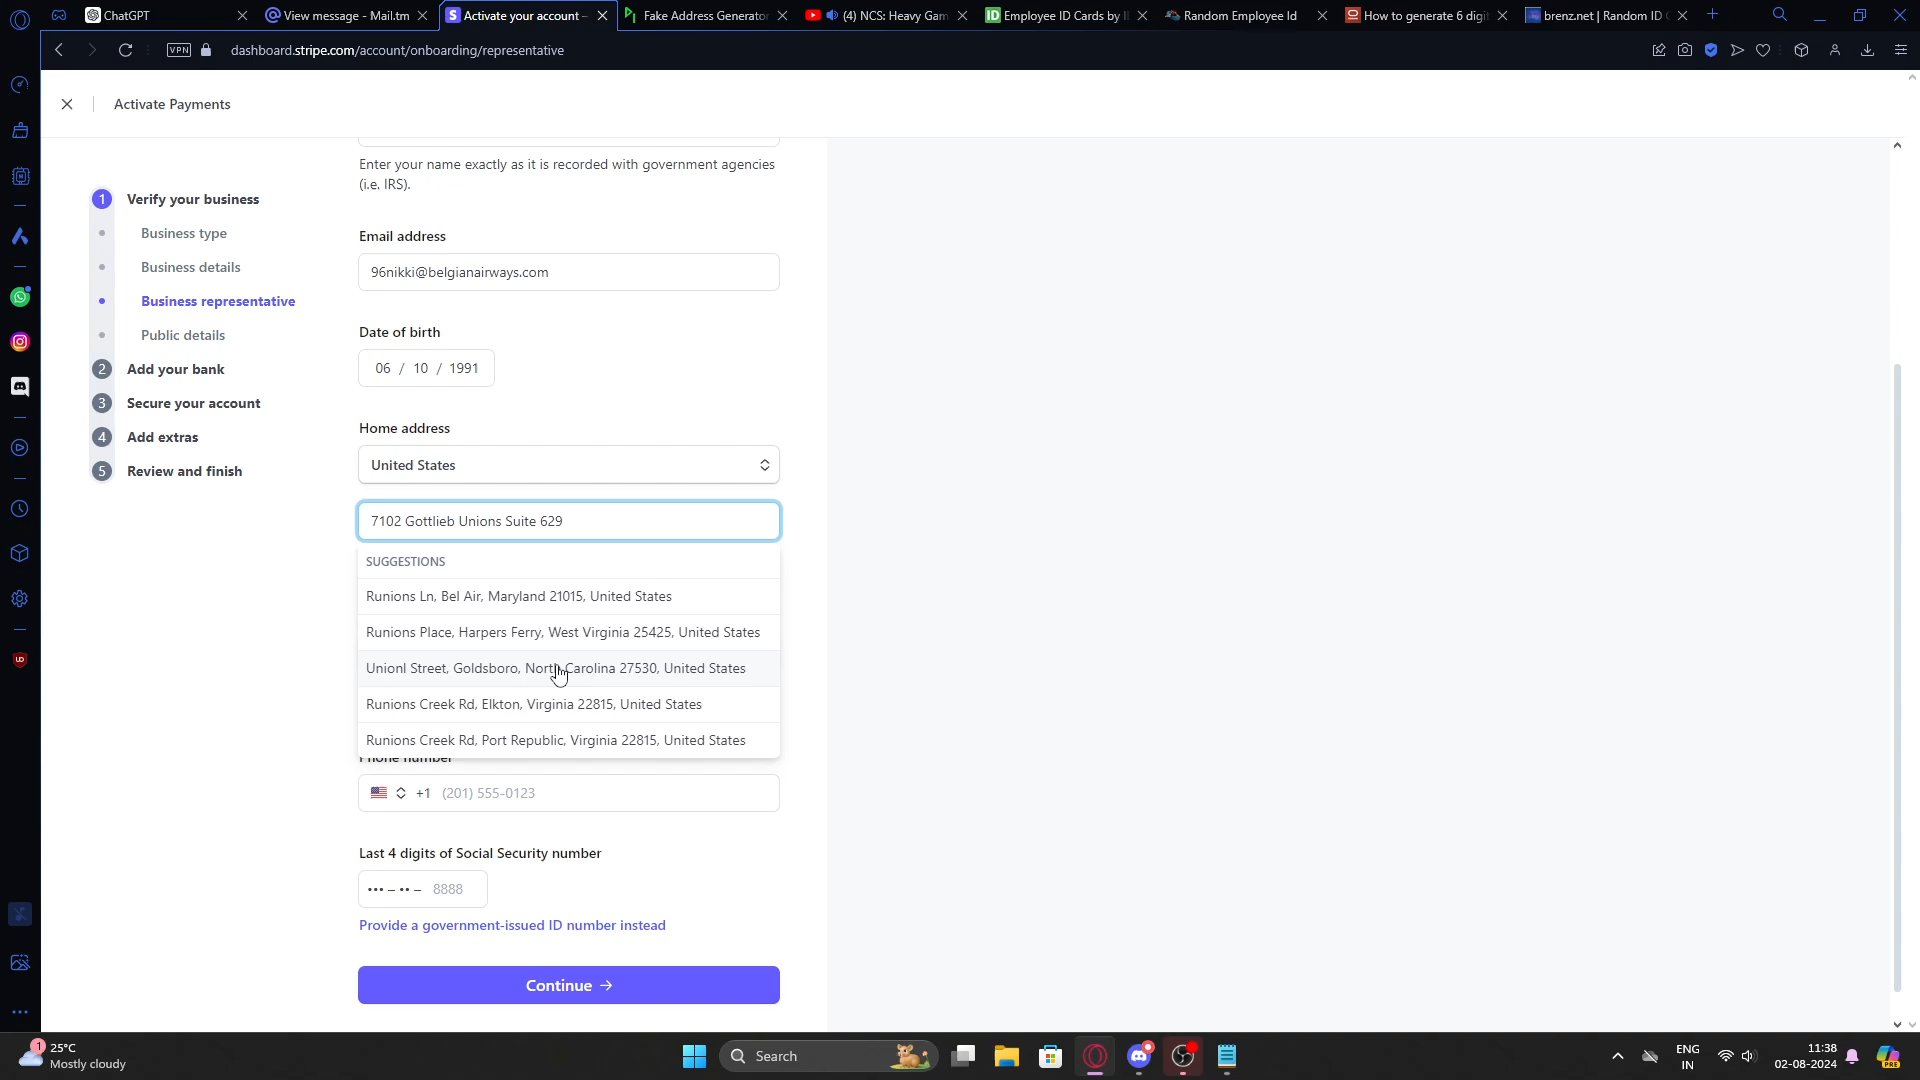 ChatGPT
View message - Mail.tm
Activate your account –
Fake Address Generator
(4) NCS: Heavy Gam
ID Employee ID Cards by I
Random Employee Id
How to generate 6 digi
brenz.net | Random ID
VPN
dashboard.stripe.com/account/onboarding/representative
Activate Payments
Enter your name exactly as it is recorded with government agencies
(i.e. IRS).
1 Verify your business
Business type
Business details
Business representative
Public details
2 Add your bank
3 Secure your account
4 Add extras
5 Review and finish
Email address
96nikki@belgianairways.com
Date of birth
06 / 10 / 1991
Home address
United States
7102 Gottlieb Unions Suite 629
SUGGESTIONS
Runions Ln, Bel Air, Maryland 21015, United States
Runions Place, Harpers Ferry, West Virginia 25425, United States
Unionl Street, Goldsboro, North Carolina 27530, United States
Runions Creek Rd, Elkton, Virginia 22815, United States
Runions Creek Rd, Port Republic, Virginia 22815, United States
Phone number
+1 (201) 555-0123
Last 4 digits of Social Security number
••• – •• – 8888
Provide a government-issued ID number instead
Continue →
1
25°C
Mostly cloudy
Search
ENG
IN
11:38
02-08-2024
PRE